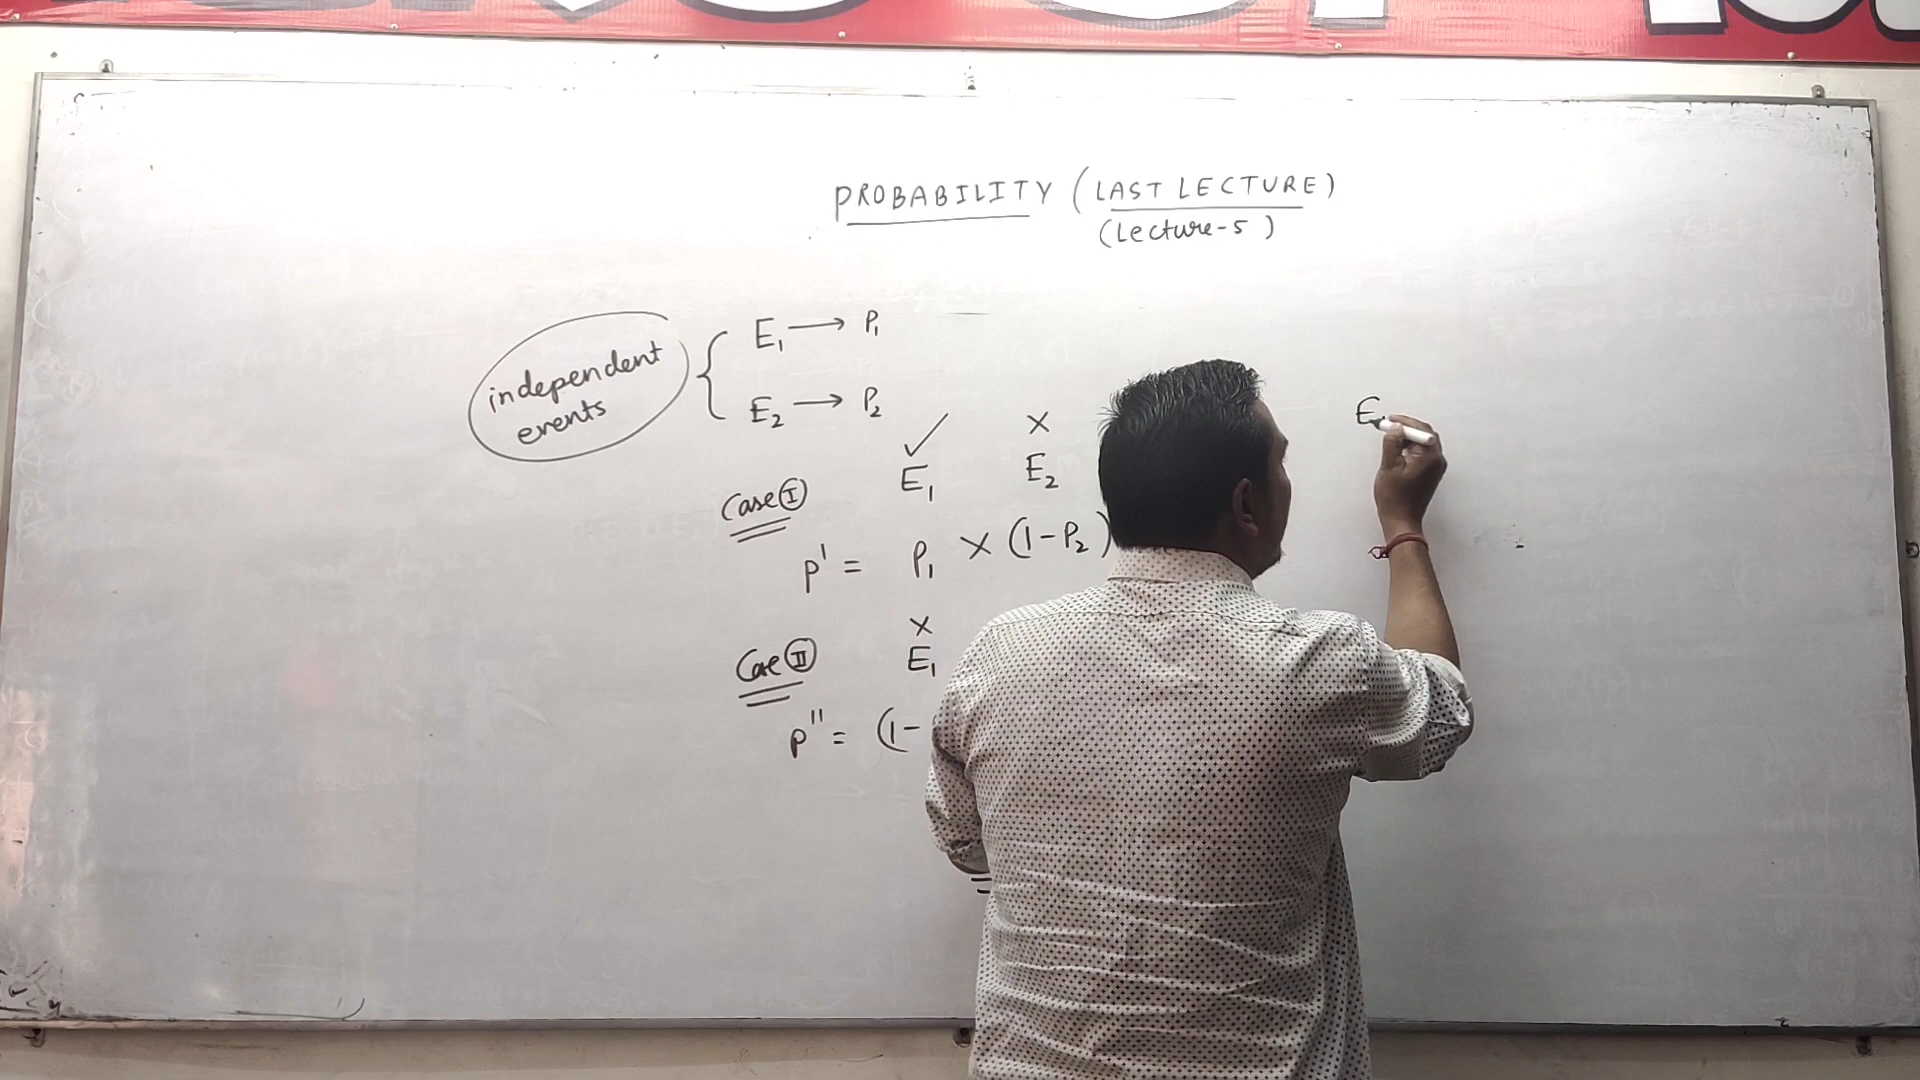 PROBABILITY (LAST LECTURE)
(Lecture-5)
independent
events
E₁ → P₁
E₂ → P₂
✓ ×
Case I E₁ E₂
p' = P₁ × (1-P₂)
×
Case II E₁
p'' = (1-
E